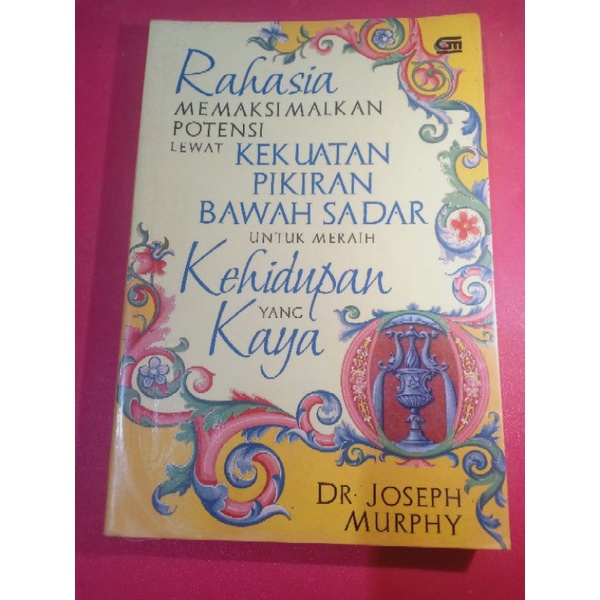 Rahasia
MEMAKSIMALKAN
POTENSI
LEWAT KEKUATAN
PIKIRAN
BAWAH SADAR
UNTUK MERAIH
Kehidupan
YANG
Kaya
DR. JOSEPH
MURPHY